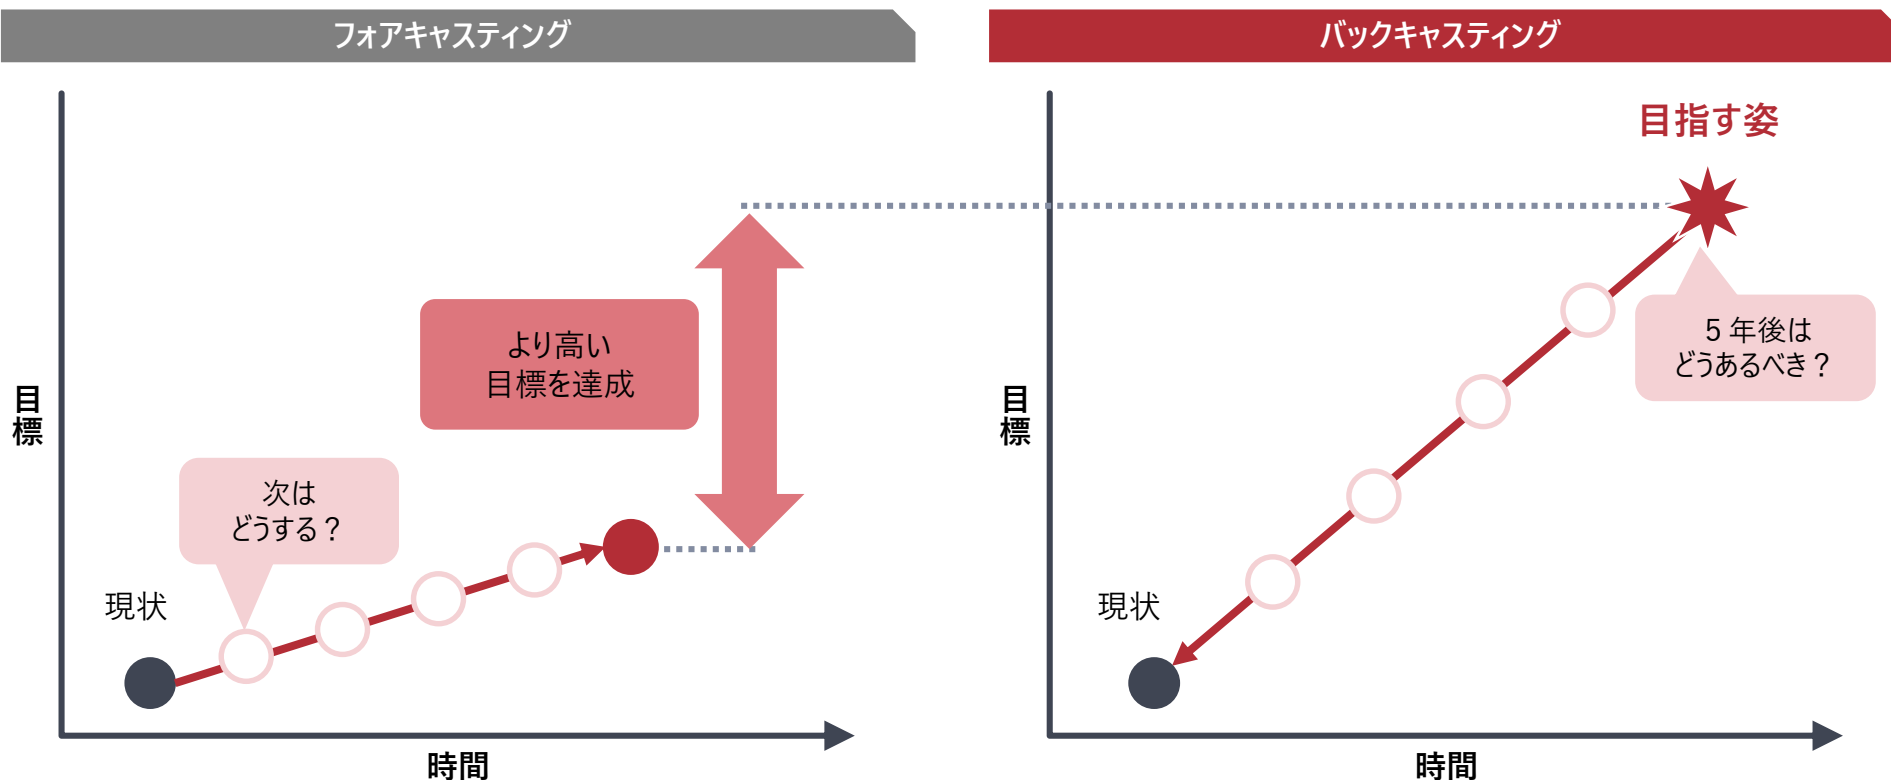 フォアキャスティング
目標
より高い
目標を達成
次は
どうする？
現状
時間
バックキャスティング
目指す姿
5 年後は
どうあるべき？
目標
現状
時間